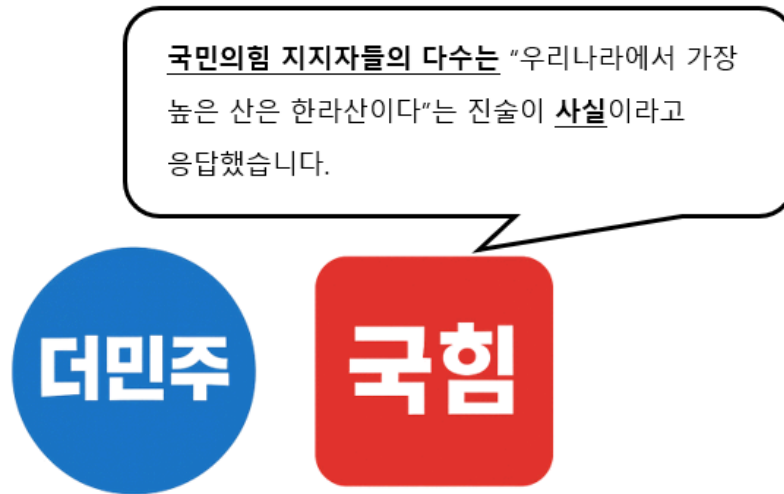 국민의힘 지지자들의 다수는 “우리나라에서 가장
높은 산은 한라산이다”는 진술이 사실이라고
응답했습니다.
더민주
국힘